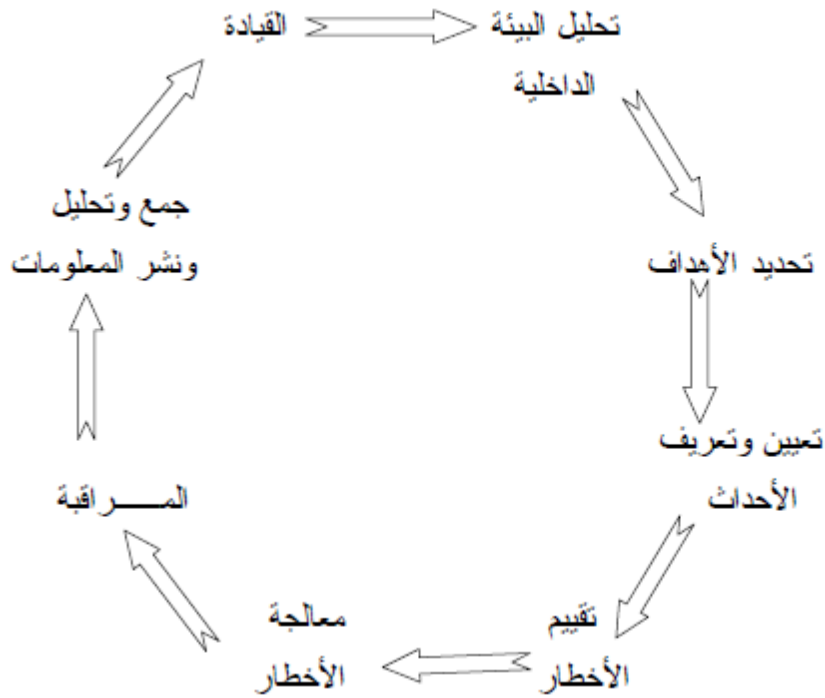 القيادة
تحليل البيئة
الداخلية
تحديد الأهداف
تعيين وتعريف
الأحداث
تقييم
الأخطار
معالجة
الأخطار
المـــــراقبة
جمع وتحليل
ونشر المعلومات